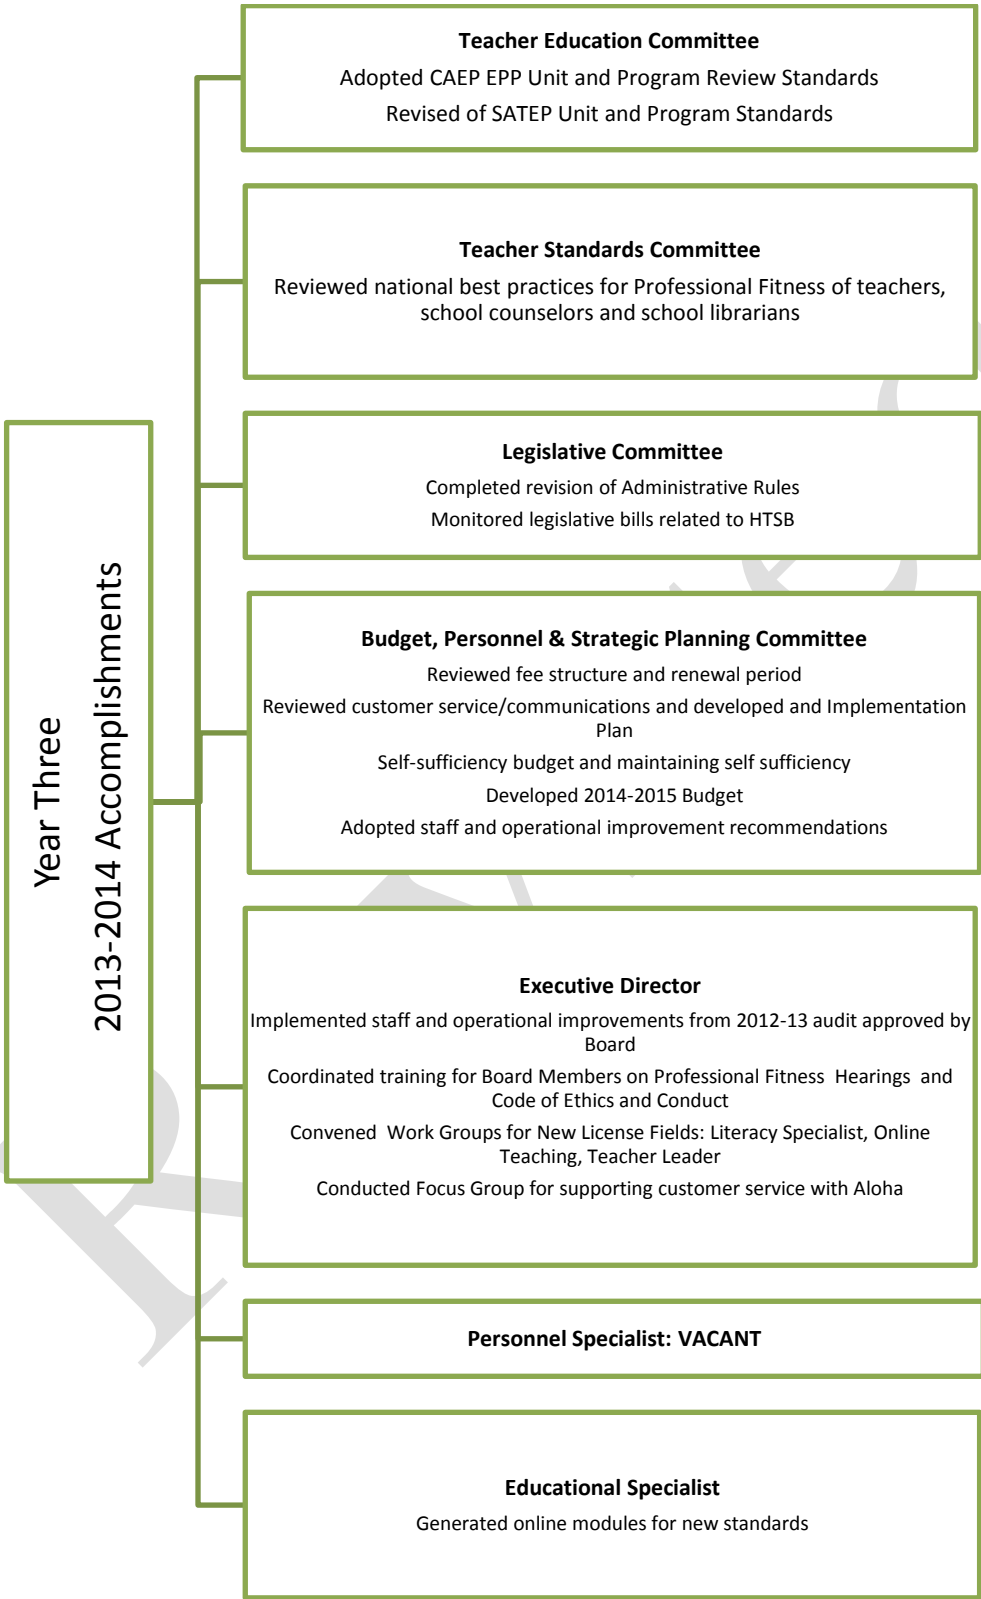 Teacher Education Committee
Adopted CAEP EPP Unit and Program Review Standards
Revised of SATEP Unit and Program Standards
Teacher Standards Committee
Reviewed national best practices for Professional Fitness of teachers,
school counselors and school librarians
Legislative Committee
Completed revision of Administrative Rules
Monitored legislative bills related to HTSB
Year Three
2013-2014 Accomplishments
Budget, Personnel & Strategic Planning Committee
Reviewed fee structure and renewal period
Reviewed customer service/communications and developed and Implementation
Plan
Self-sufficiency budget and maintaining self sufficiency
Developed 2014-2015 Budget
Adopted staff and operational improvement recommendations
Executive Director
Implemented staff and operational improvements from 2012-13 audit approved by
Board
Coordinated training for Board Members on Professional Fitness Hearings and
Code of Ethics and Conduct
Convened Work Groups for New License Fields: Literacy Specialist, Online
Teaching, Teacher Leader
Conducted Focus Group for supporting customer service with Aloha
Personnel Specialist: VACANT
Educational Specialist
Generated online modules for new standards